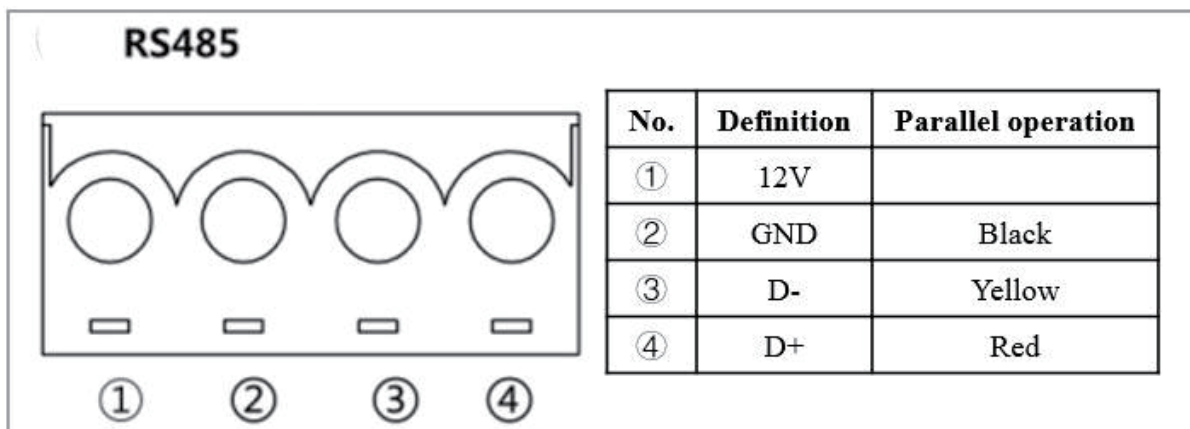 RS485
No. Definition Parallel operation
① 12V
② GND Black
③ D- Yellow
④ D+ Red
① ② ③ ④